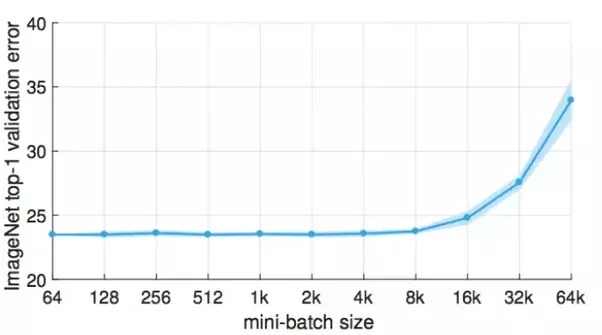 ImageNet top-1 validation error
40
35
30
25
20
64 128 256 512 1k 2k 4k 8k 16k 32k 64k
mini-batch size